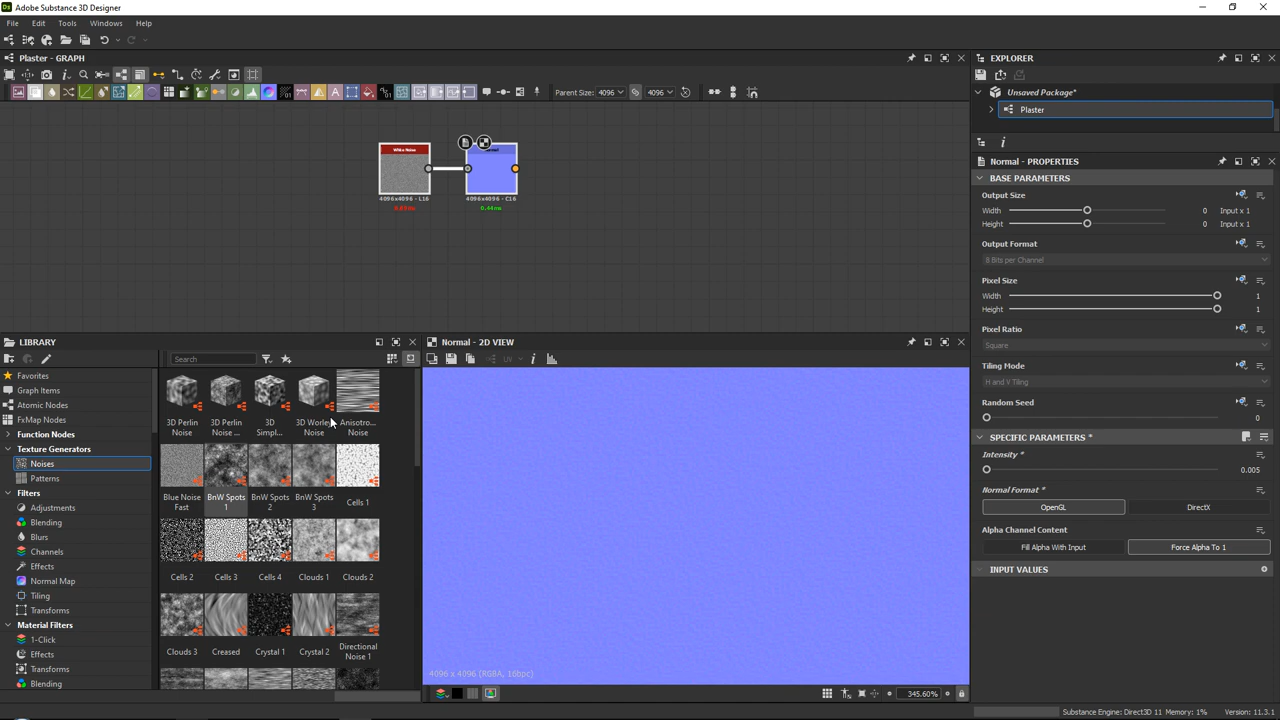 Adobe Substance 3D Designer
File Edit Tools Windows Help
Plaster - GRAPH
Parent Size: 4096 4096
White Noise
4096x4096 - L16
4096x4096 - C16
0.44ms
EXPLORER
Unsaved Package*
Plaster
Normal - PROPERTIES
BASE PARAMETERS
Output Size
Width 0 Input x 1
Height 0 Input x 1
Output Format
8 Bits per Channel
Pixel Size
Width 1
Height 1
Pixel Ratio
Square
Tiling Mode
H and V Tiling
Random Seed
0
SPECIFIC PARAMETERS *
Intensity *
0.005
Normal Format *
OpenGL DirectX
Alpha Channel Content
Fill Alpha With Input Force Alpha To 1
INPUT VALUES
LIBRARY
Search
Favorites
Graph Items
Atomic Nodes
FxMap Nodes
Function Nodes
Texture Generators
Noises
Patterns
Filters
Adjustments
Blending
Blurs
Channels
Effects
Normal Map
Tiling
Transforms
Material Filters
1-Click
Effects
Transforms
Blending
3D Perlin Noise
3D Perlin Noise ...
3D Simpl...
3D Worley Noise
Anisotro... Noise
Blue Noise Fast
BnW Spots 1
BnW Spots 2
BnW Spots 3
Cells 1
Cells 2
Cells 3
Cells 4
Clouds 1
Clouds 2
Clouds 3
Creased
Crystal 1
Crystal 2
Directional Noise 1
Normal - 2D VIEW
UV
4096 x 4096 (RGBA, 16bpc)
345.60%
Substance Engine: Direct3D 11 Memory: 1% Version: 11.3.1